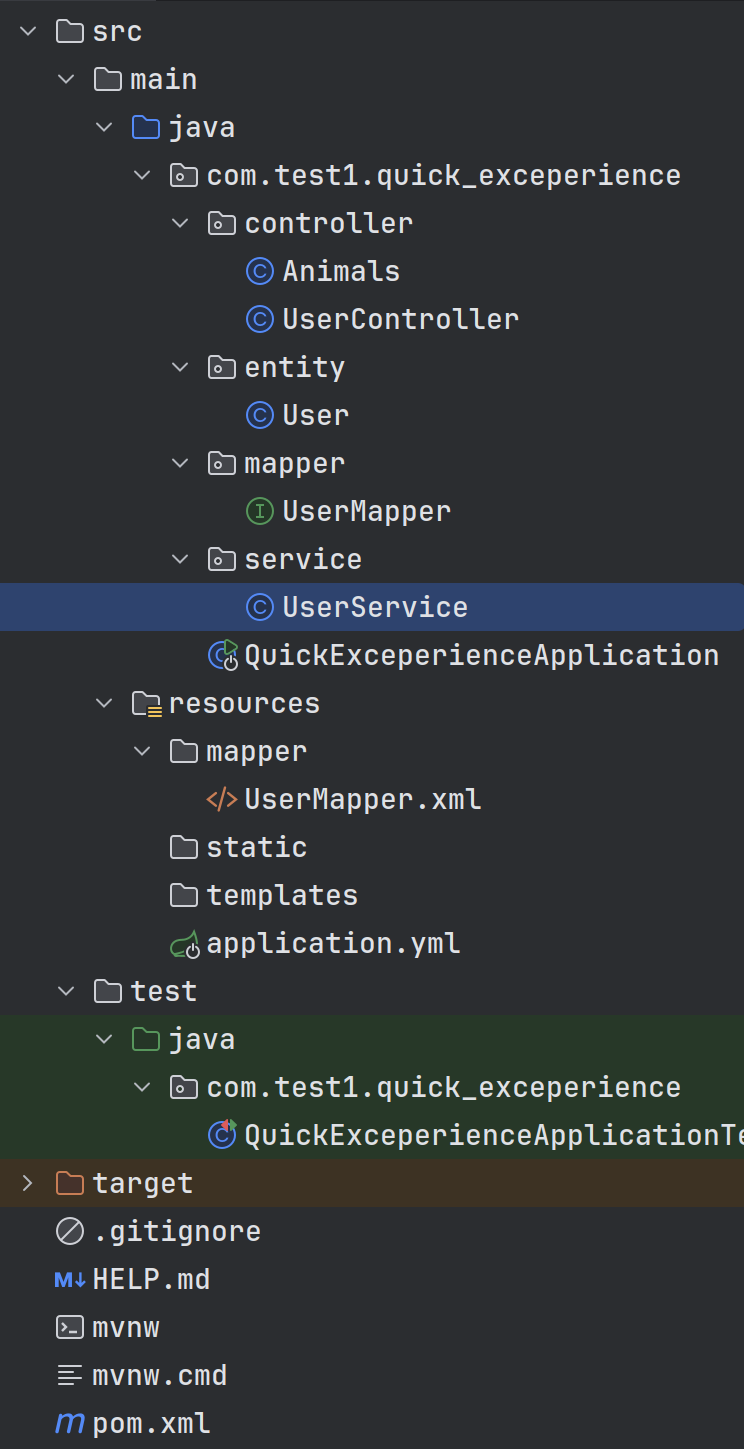 src
main
java
com.test1.quick_exceperience
controller
Animals
UserController
entity
User
mapper
UserMapper
service
UserService
QuickExceperienceApplication
resources
mapper
UserMapper.xml
static
templates
application.yml
test
java
com.test1.quick_exceperience
QuickExceperienceApplicationTe
target
.gitignore
HELP.md
mvnw
mvnw.cmd
pom.xml